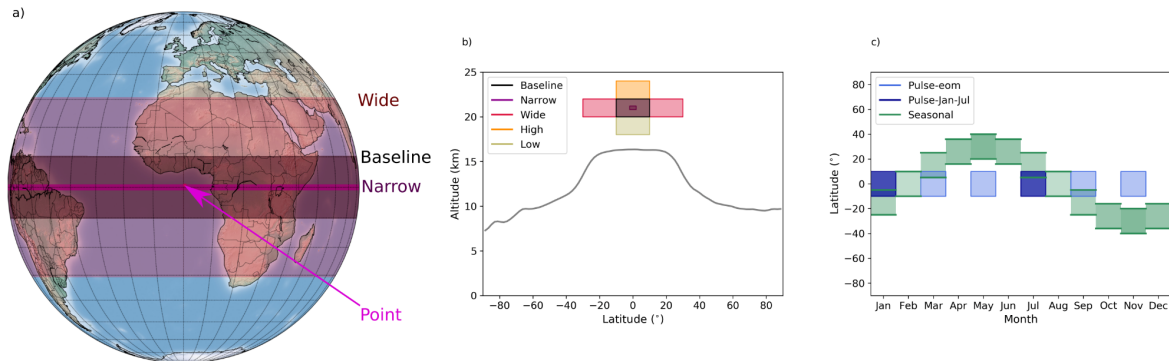 a)
Wide
Baseline
Narrow
Point
b)
Baseline
Narrow
Wide
High
Low
25
20
15
10
5
0
Altitude (km)
−80 −60 −40 −20 0 20 40 60 80
Latitude (°)
c)
Pulse-eom
Pulse-Jan-Jul
Seasonal
80
60
40
20
0
−20
−40
−60
−80
Latitude (°)
Jan Feb Mar Apr May Jun Jul Aug Sep Oct Nov Dec
Month